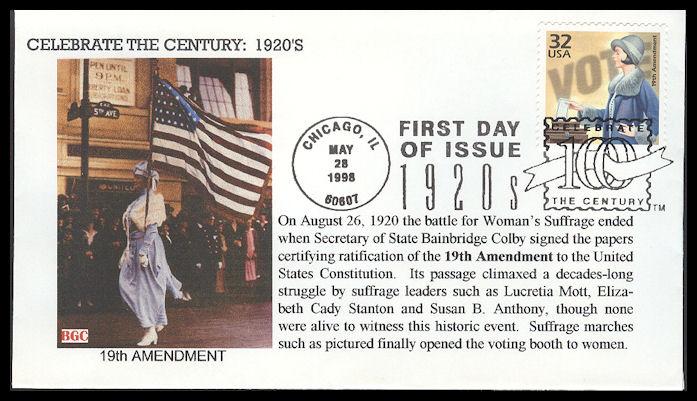 CELEBRATE THE CENTURY: 1920'S
OPEN UNTIL
9 P.M.
LIBERTY LOAN
5TH AVE
BGC
19th AMENDMENT
32
USA
VOTE
19th Amendment
CHICAGO, IL
MAY
28
1998
60607
FIRST DAY
OF ISSUE
1920s
CELEBRATE
100
THE CENTURY
TM
On August 26, 1920 the battle for Woman's Suffrage ended
when Secretary of State Bainbridge Colby signed the papers
certifying ratification of the 19th Amendment to the United
States Constitution. Its passage climaxed a decades-long
struggle by suffrage leaders such as Lucretia Mott, Eliza-
beth Cady Stanton and Susan B. Anthony, though none
were alive to witness this historic event. Suffrage marches
such as pictured finally opened the voting booth to women.